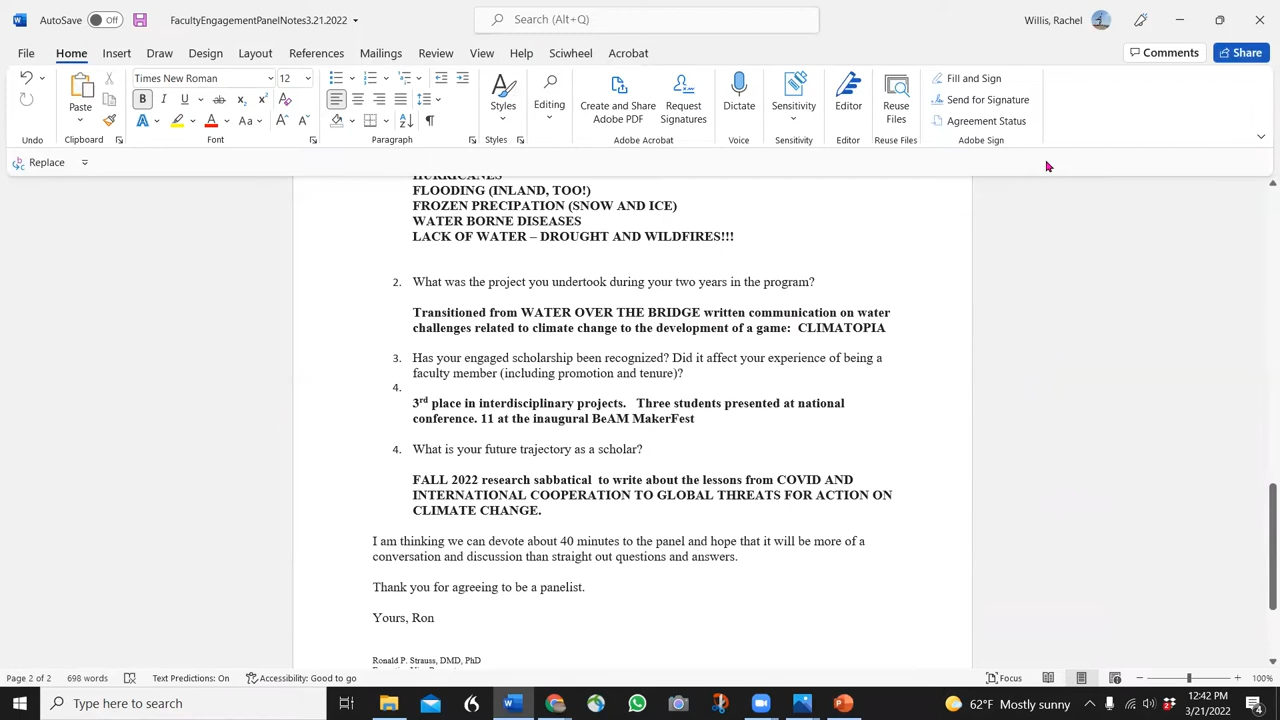 AutoSave Off FacultyEngagementPanelNotes3.21.2022 Search (Alt+Q) Willis, Rachel
File Home Insert Draw Design Layout References Mailings Review View Help Sciwheel Acrobat Comments Share
Times New Roman 12 Fill and Sign
Paste Styles Editing Create and Share Adobe PDF Request Signatures Dictate Sensitivity Editor Reuse Files Send for Signature
Agreement Status
Undo Clipboard Font Paragraph Styles Adobe Acrobat Voice Sensitivity Editor Reuse Files Adobe Sign
Replace
HURRICANES
FLOODING (INLAND, TOO!)
FROZEN PRECIPATION (SNOW AND ICE)
WATER BORNE DISEASES
LACK OF WATER – DROUGHT AND WILDFIRES!!!
2. What was the project you undertook during your two years in the program?
Transitioned from WATER OVER THE BRIDGE written communication on water
challenges related to climate change to the development of a game: CLIMATOPIA
3. Has your engaged scholarship been recognized? Did it affect your experience of being a
faculty member (including promotion and tenure)?
4.
3rd place in interdisciplinary projects. Three students presented at national
conference. 11 at the inaugural BeAM MakerFest
4. What is your future trajectory as a scholar?
FALL 2022 research sabbatical to write about the lessons from COVID AND
INTERNATIONAL COOPERATION TO GLOBAL THREATS FOR ACTION ON
CLIMATE CHANGE.
I am thinking we can devote about 40 minutes to the panel and hope that it will be more of a
conversation and discussion than straight out questions and answers.
Thank you for agreeing to be a panelist.
Yours, Ron
Ronald P. Strauss, DMD, PhD
Page 2 of 2 698 words Text Predictions: On Accessibility: Good to go Focus 100%
Type here to search 62°F Mostly sunny 12:42 PM
3/21/2022